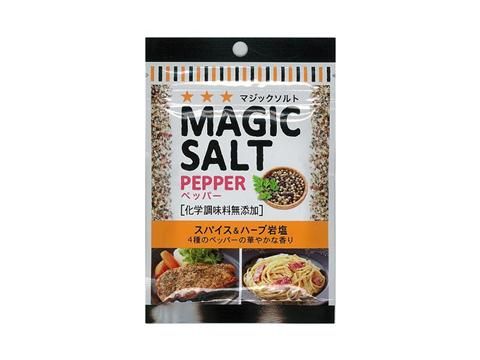 マジックソルト
MAGIC
SALT
PEPPER
ペッパー
[化学調味料無添加]
スパイス&ハーブ岩塩
4種のペッパーの華やかな香り